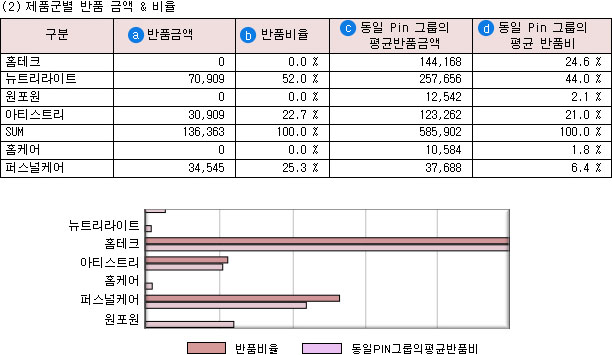 (2) 제품군별 반품 금액 & 비율
구분 a 반품금액 b 반품비율 c 동일 Pin 그룹의 평균반품금액 d 동일 Pin 그룹의 평균 반품비
홈테크 0 0.0 % 144,168 24.6 %
뉴트리라이트 70,909 52.0 % 257,656 44.0 %
원포원 0 0.0 % 12,542 2.1 %
아티스트리 30,909 22.7 % 123,262 21.0 %
SUM 136,363 100.0 % 585,902 100.0 %
홈케어 0 0.0 % 10,584 1.8 %
퍼스널케어 34,545 25.3 % 37,688 6.4 %
뉴트리라이트
홈테크
아티스트리
홈케어
퍼스널케어
원포원
반품비율 동일PIN그룹의평균반품비